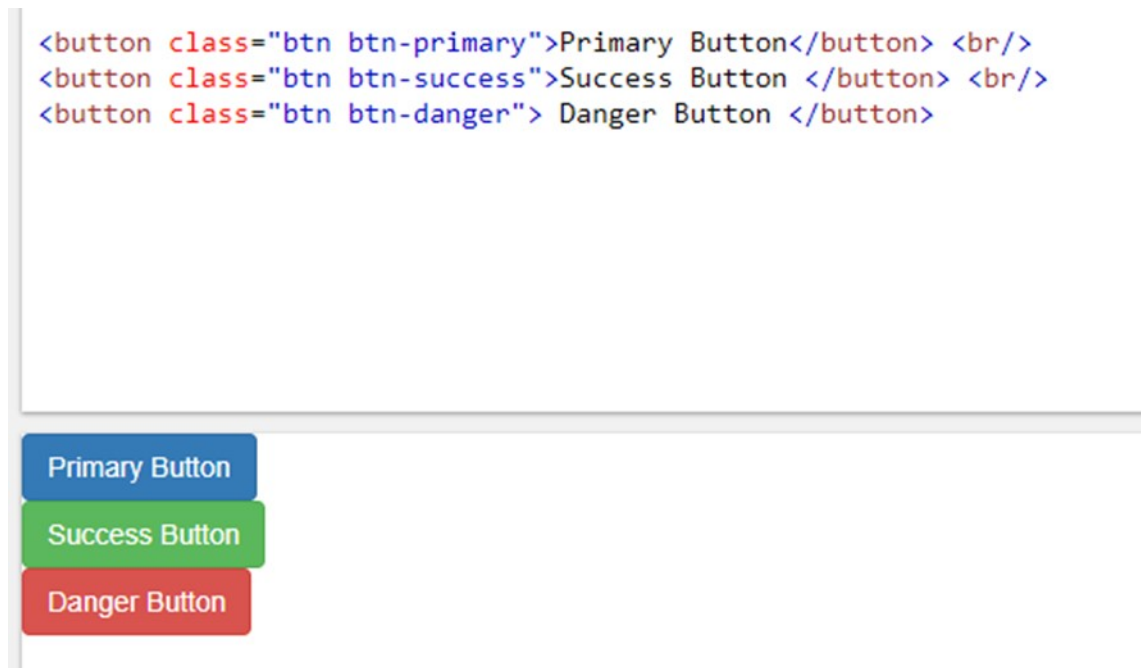 <button class="btn btn-primary">Primary Button</button> <br/>
<button class="btn btn-success">Success Button </button> <br/>
<button class="btn btn-danger"> Danger Button </button>
Primary Button
Success Button
Danger Button